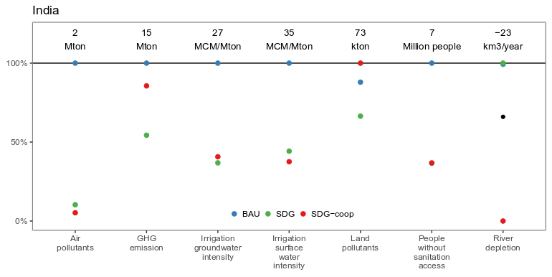 India
2 15 27 35 73 7 −23
Mton Mton MCM/Mton MCM/Mton kton Million people km3/year
100%
50%
0%
BAU SDG SDG−coop
Air pollutants
GHG emission
Irrigation groundwater intensity
Irrigation surface water intensity
Land pollutants
People without sanitation access
River depletion